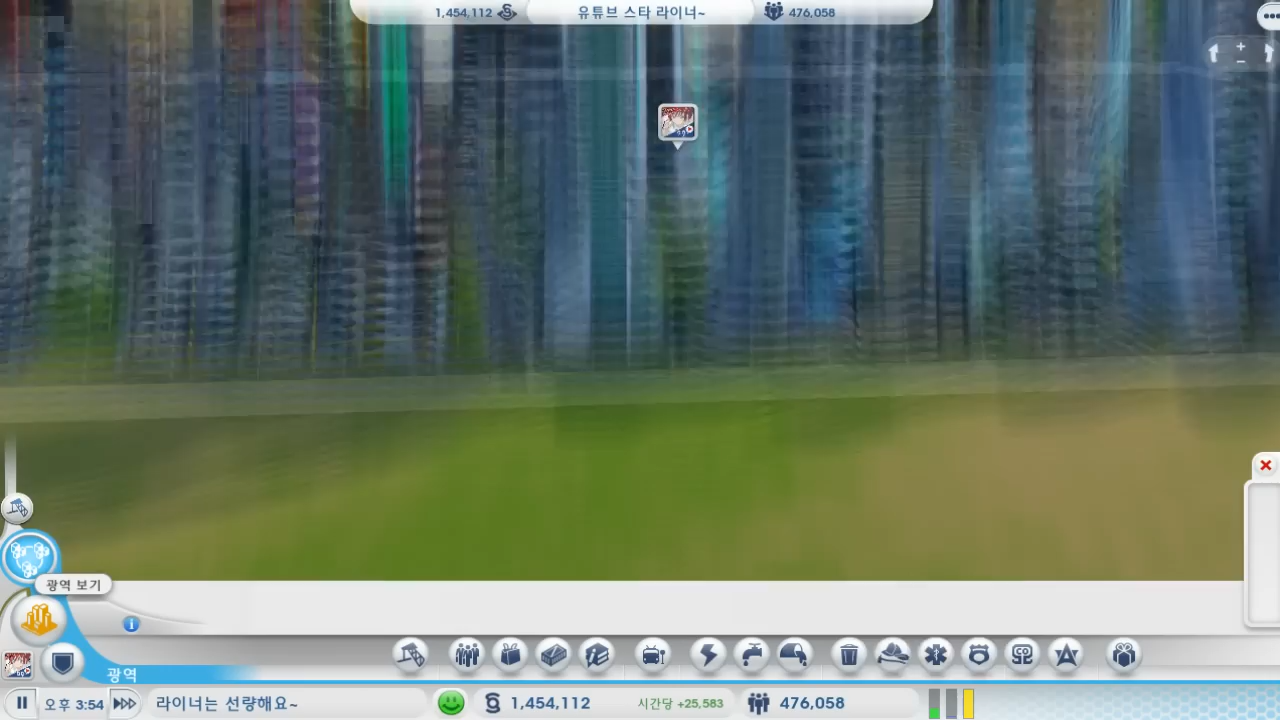 1,454,112
유튜브 스타 라이너~
476,058
광역 보기
광역
오후 3:54
라이너는 선량해요~
1,454,112
시간당 +25,583
476,058